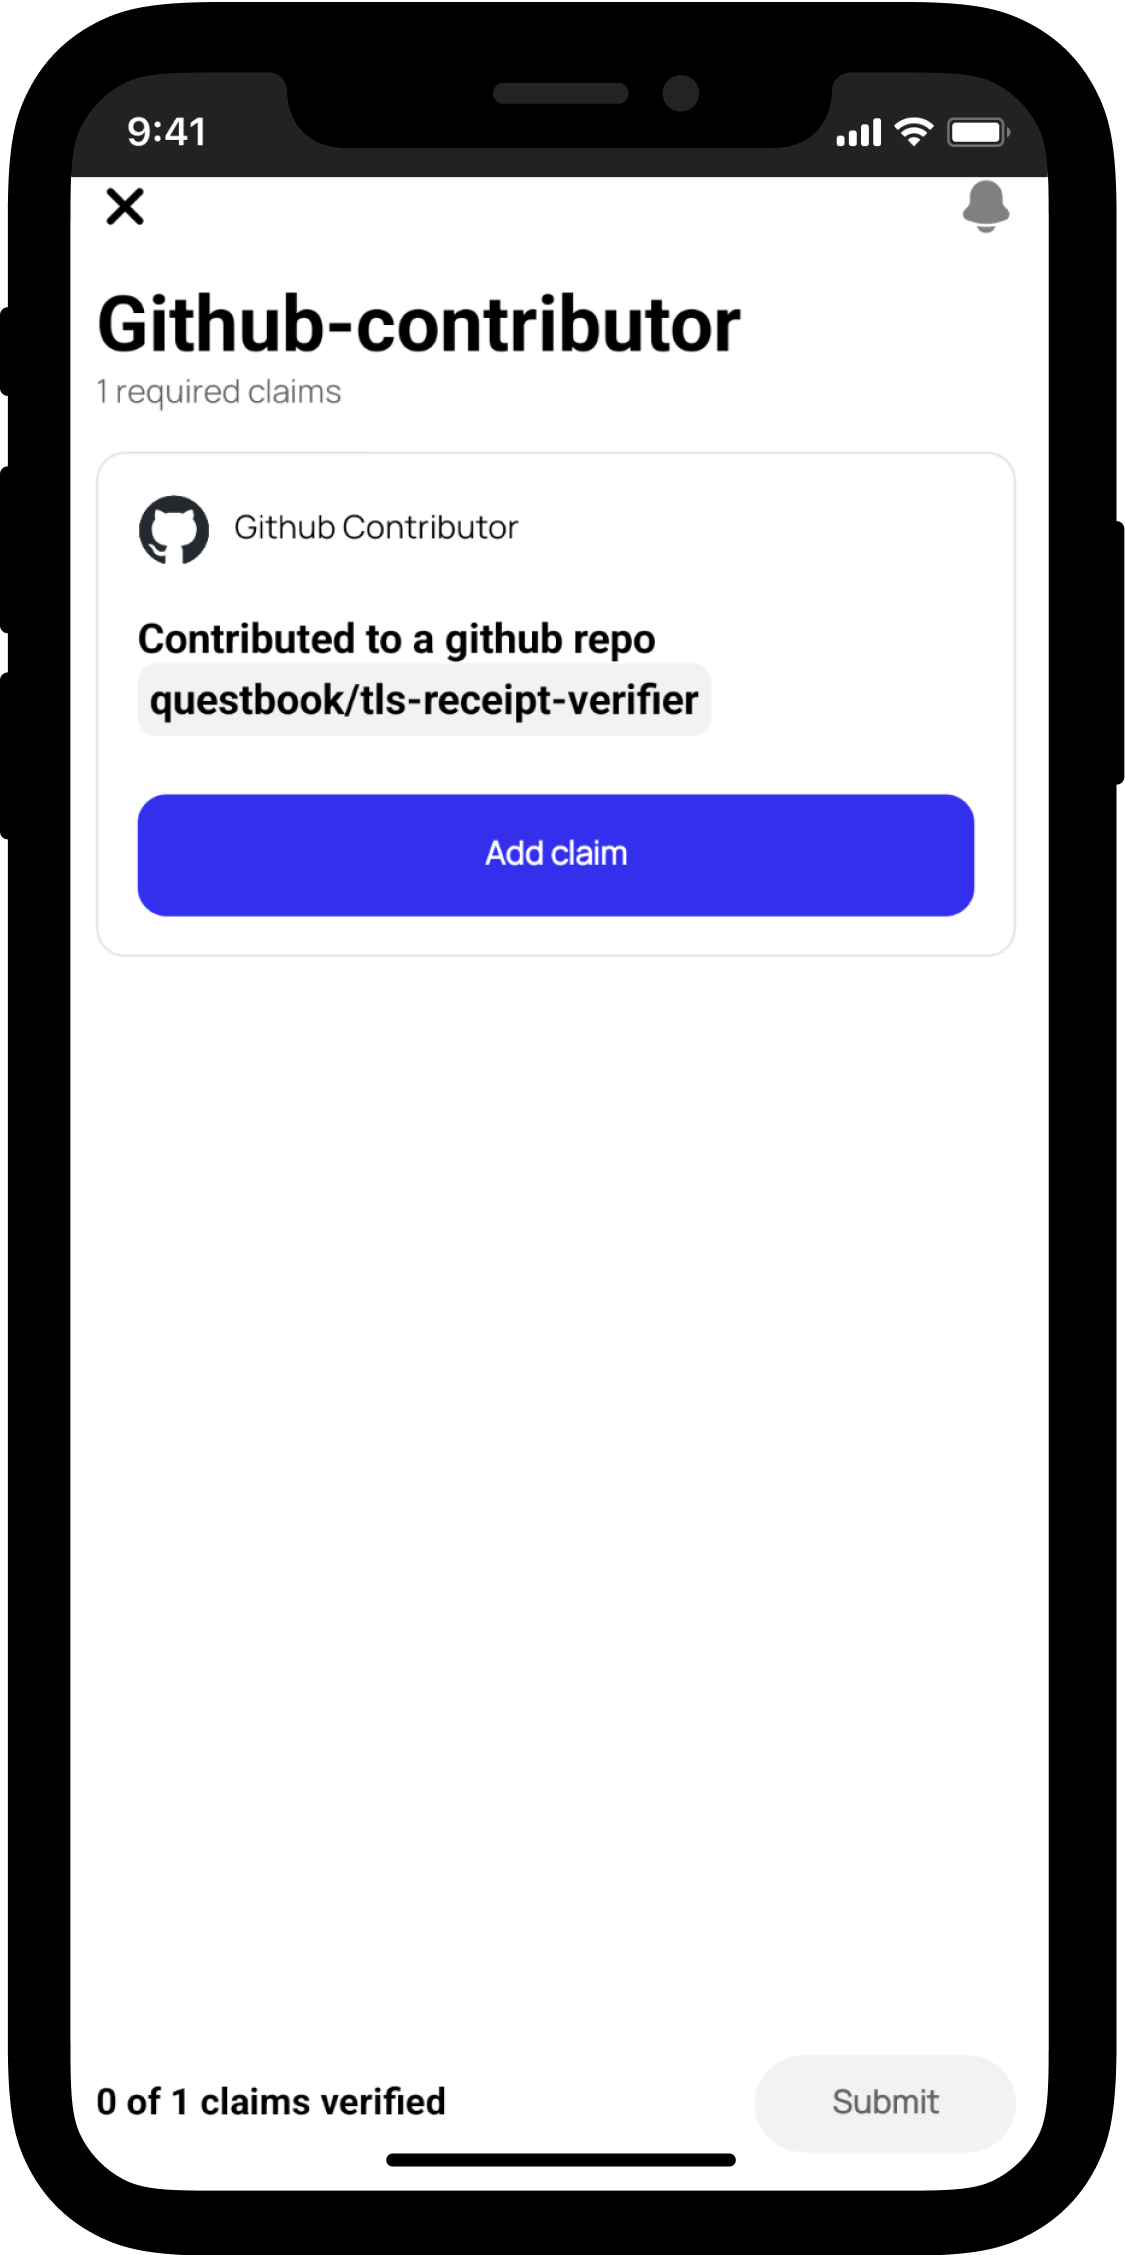 9:41
Github-contributor
1 required claims
Github Contributor
Contributed to a github repo
questbook/tls-receipt-verifier
Add claim
0 of 1 claims verified
Submit